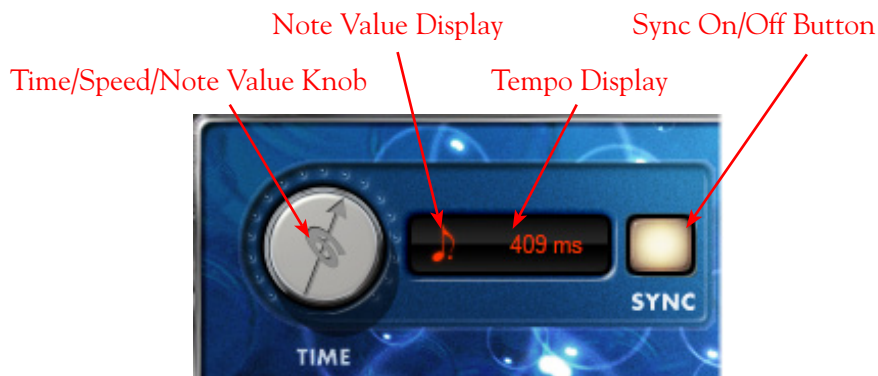 Note Value Display
Sync On/Off Button
Time/Speed/Note Value Knob
Tempo Display
409 ms
SYNC
TIME